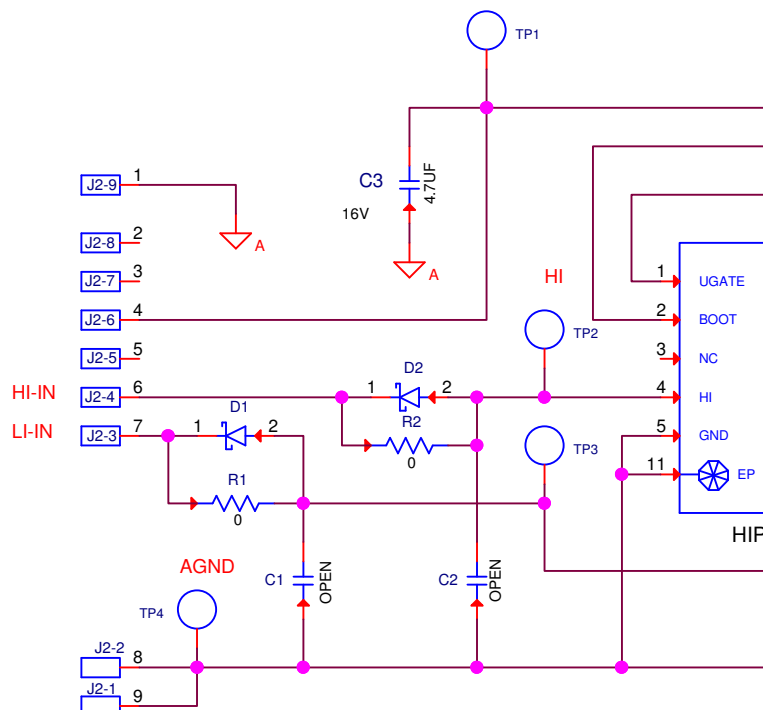 TP1
C3
4.7UF
16V
A
J2-9 1
A
J2-8 2
J2-7 3
J2-6 4
J2-5 5
HI-IN J2-4 6
LI-IN J2-3 7
HI
TP2
1 D2 2
R2
0
1 D1 2
R1
0
TP3
1 UGATE
2 BOOT
3 NC
4 HI
5 GND
11 EP
HIP
AGND
TP4
C1 OPEN
C2 OPEN
J2-2 8
J2-1 9